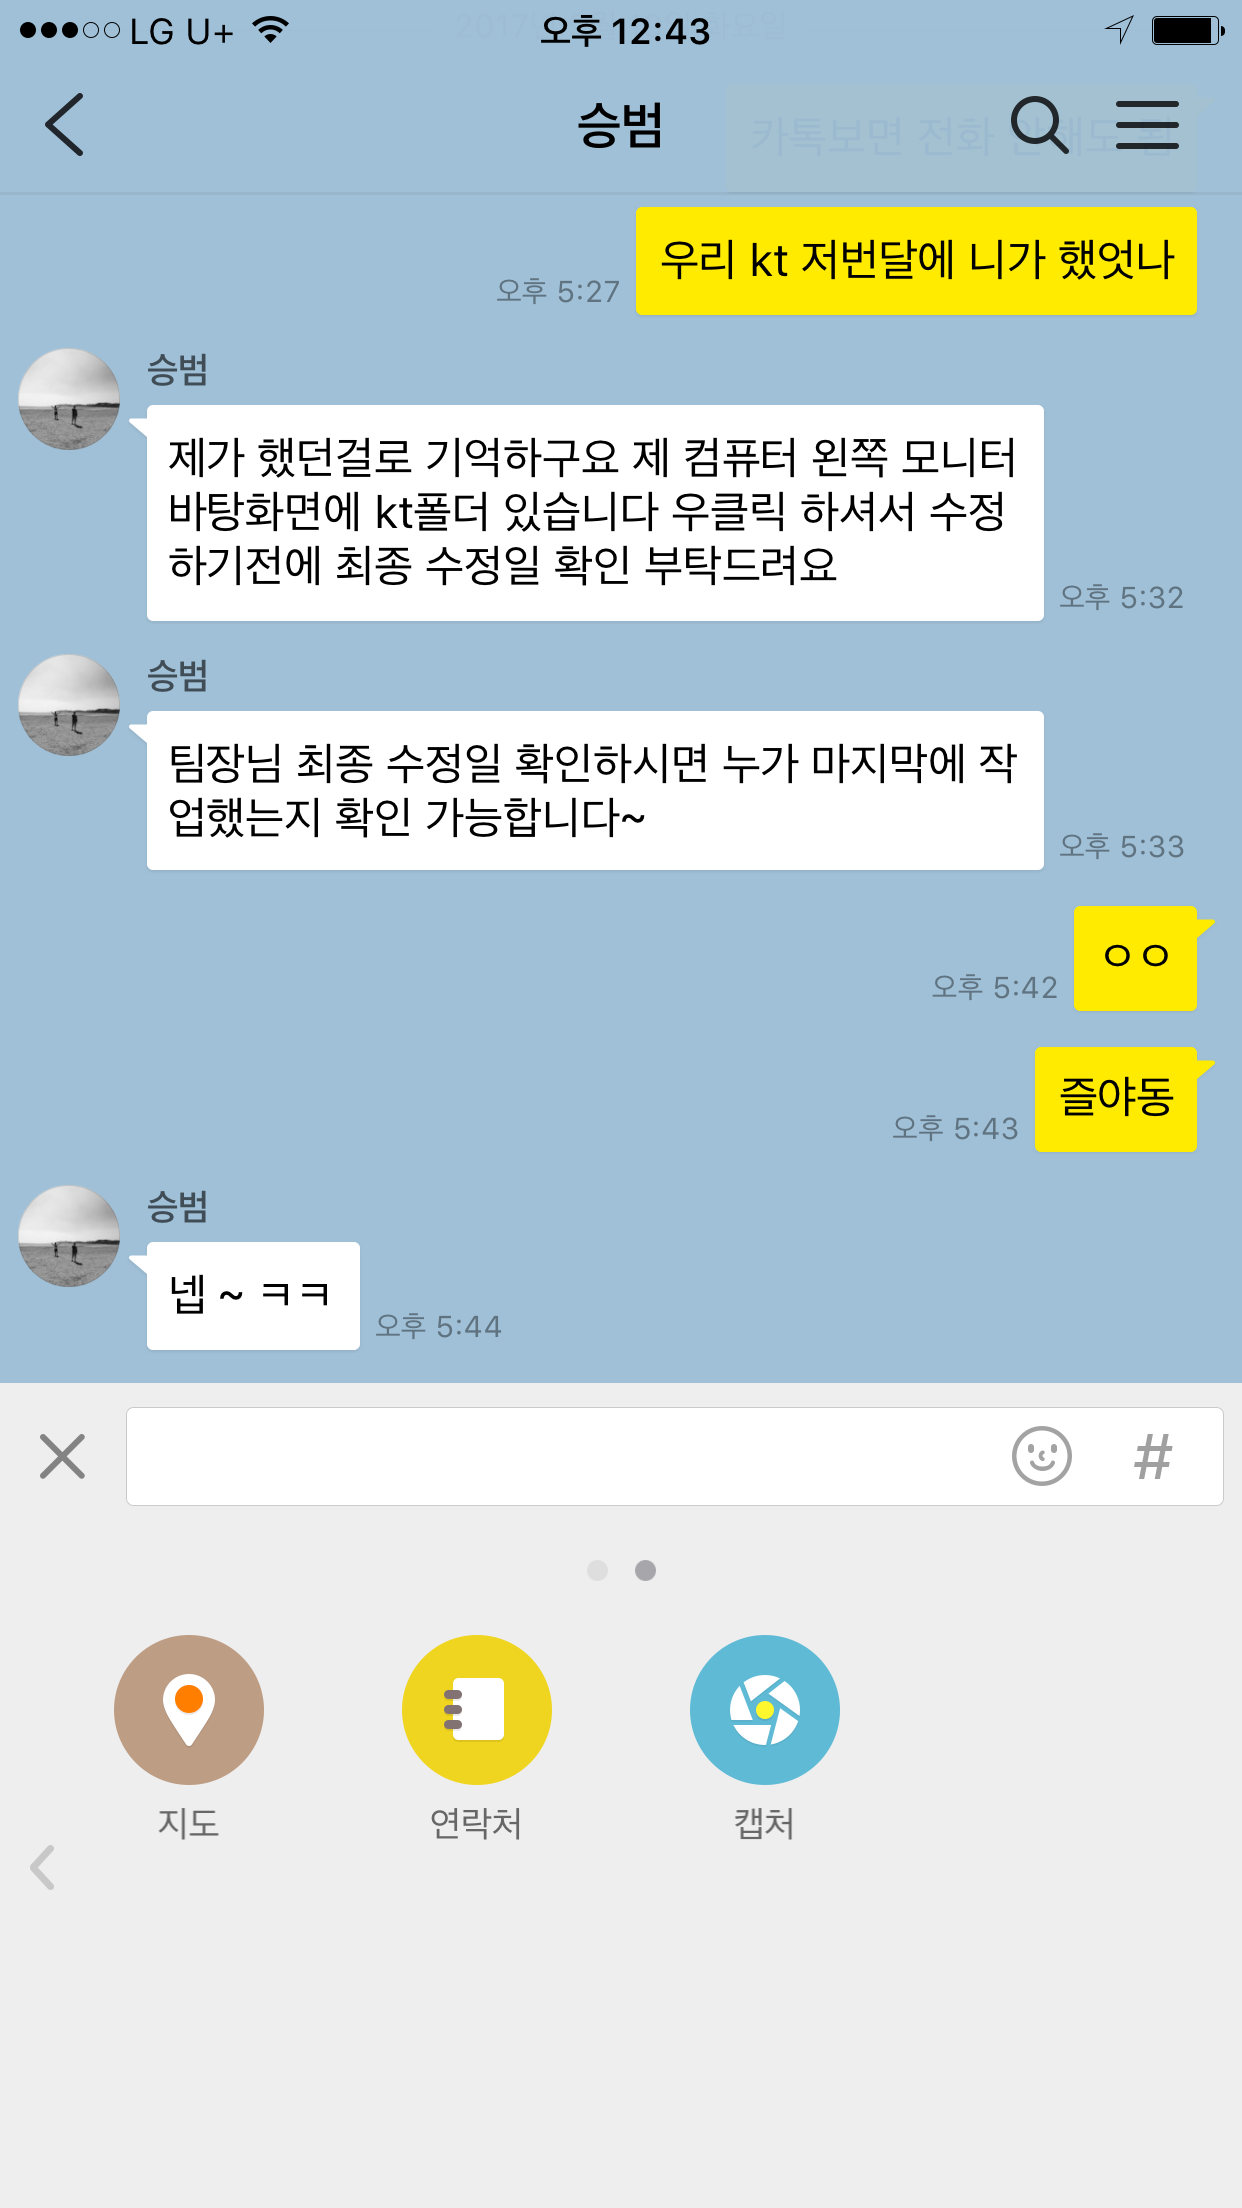 LG U+ 오후 12:43
승범
카톡보면 전화
우리 kt 저번달에 니가 했엇나
오후 5:27
승범
제가 했던걸로 기억하구요 제 컴퓨터 왼쪽 모니터
바탕화면에 kt폴더 있습니다 우클릭 하셔서 수정
하기전에 최종 수정일 확인 부탁드려요
오후 5:32
승범
팀장님 최종 수정일 확인하시면 누가 마지막에 작
업했는지 확인 가능합니다~
오후 5:33
ㅇㅇ
오후 5:42
즐야동
오후 5:43
승범
넵 ~ ㅋㅋ
오후 5:44
#
지도
연락처
캡처